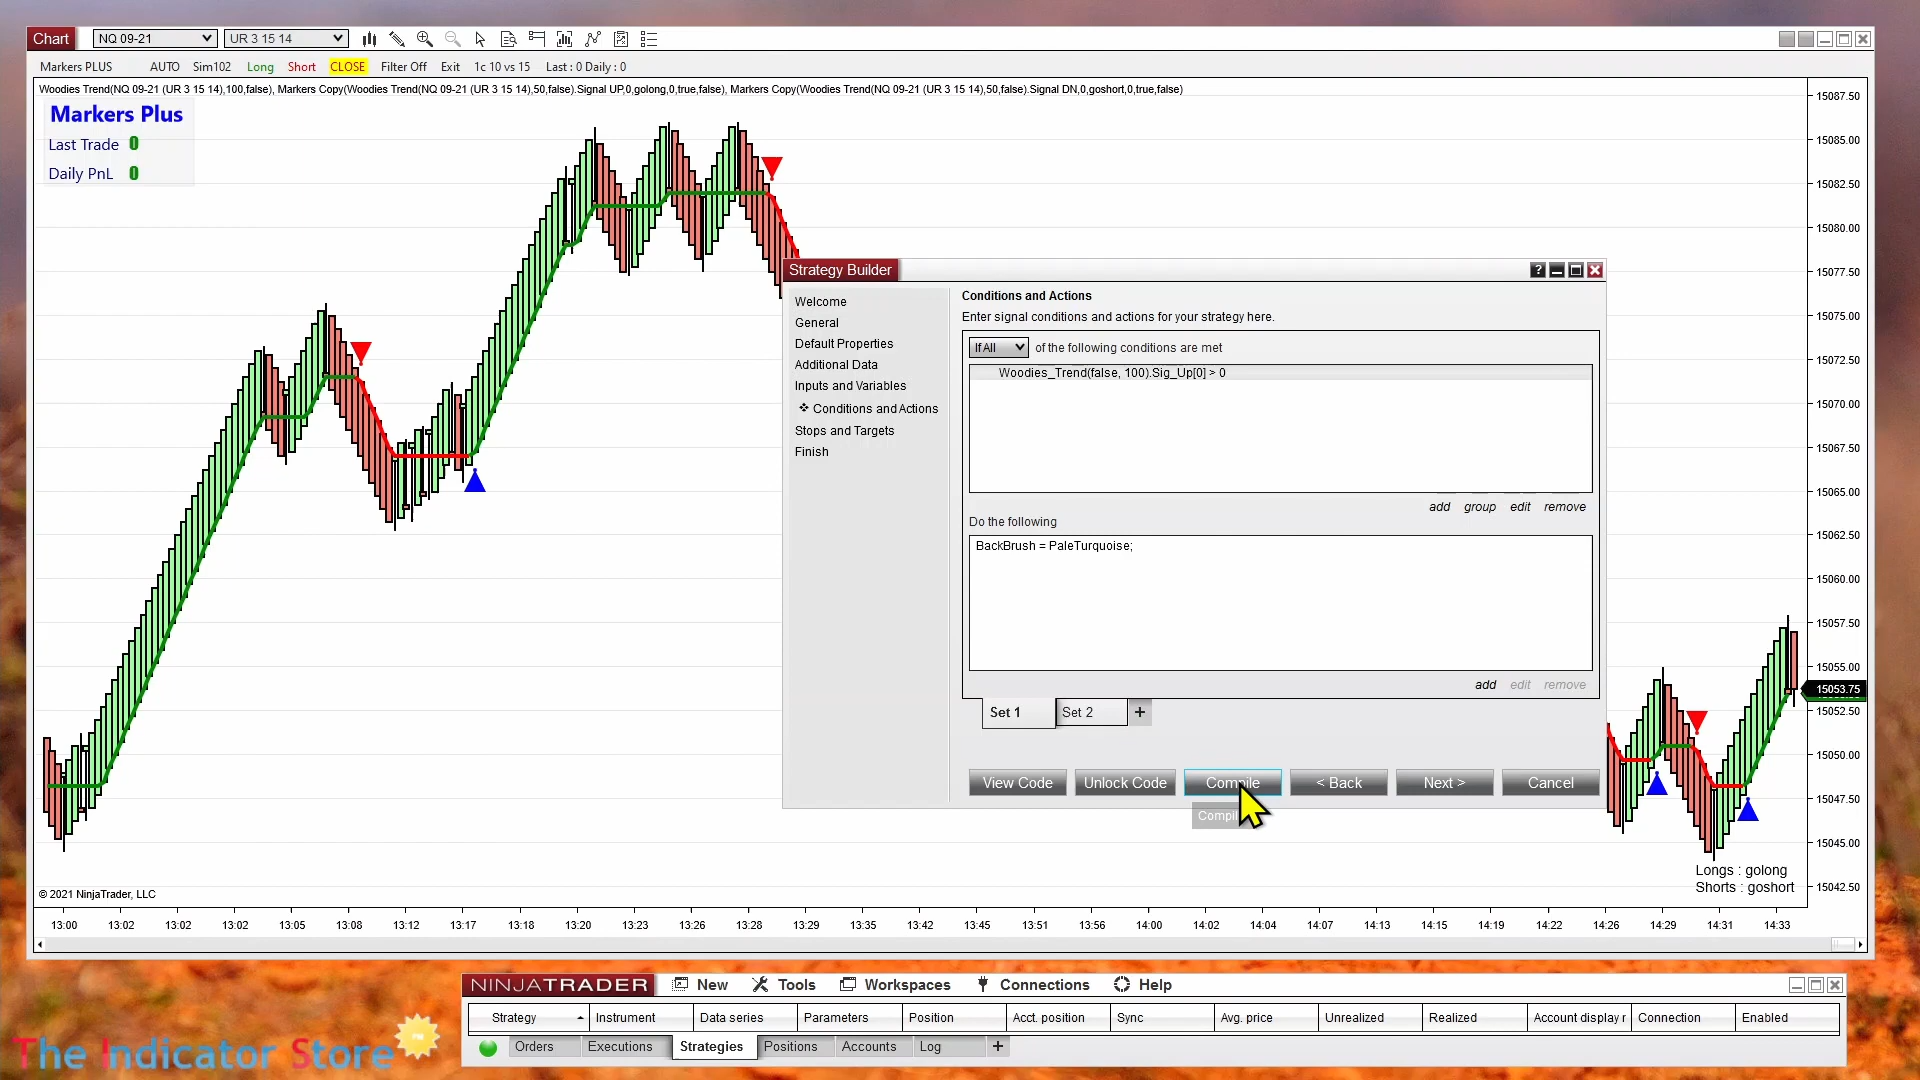 Chart
NQ 09-21
UR 3 15 14
Markers PLUS AUTO Sim102 Long Short CLOSE Filter Off Exit 1c 10 vs 15 Last : 0 Daily : 0
Woodies Trend(NQ 09-21 (UR 3 15 14),100,false), Markers Copy(Woodies Trend(NQ 09-21 (UR 3 15 14),50,false).Signal UP,0,golong,0,true,false), Markers Copy(Woodies Trend(NQ 09-21 (UR 3 15 14),50,false).Signal DN,0,goshort,0,true,false)
Markers Plus
Last Trade 0
Daily PnL 0
15087.50
15085.00
15082.50
15080.00
15077.50
15075.00
15072.50
15070.00
15067.50
15065.00
15062.50
15060.00
15057.50
15055.00
15053.75
15052.50
15050.00
15047.50
15045.00
15042.50
Strategy Builder
?
Welcome
General
Default Properties
Additional Data
Inputs and Variables
Conditions and Actions
Stops and Targets
Finish
Conditions and Actions
Enter signal conditions and actions for your strategy here.
If All of the following conditions are met
Woodies_Trend(false, 100).Sig_Up[0] > 0
add group edit remove
Do the following
BackBrush = PaleTurquoise;
add edit remove
Set 1 Set 2 +
View Code Unlock Code Compile < Back Next > Cancel
Longs : golong
Shorts : goshort
© 2021 NinjaTrader, LLC
13:00 13:02 13:02 13:02 13:05 13:08 13:12 13:17 13:18 13:20 13:23 13:26 13:28 13:29 13:35 13:42 13:45 13:51 13:56 14:00 14:02 14:04 14:07 14:13 14:15 14:19 14:22 14:26 14:29 14:31 14:33
NINJATRADER New Tools Workspaces Connections Help
Strategy Instrument Data series Parameters Position Acct. position Sync Avg. price Unrealized Realized Account display r Connection Enabled
Orders Executions Strategies Positions Accounts Log +
The Indicator Store